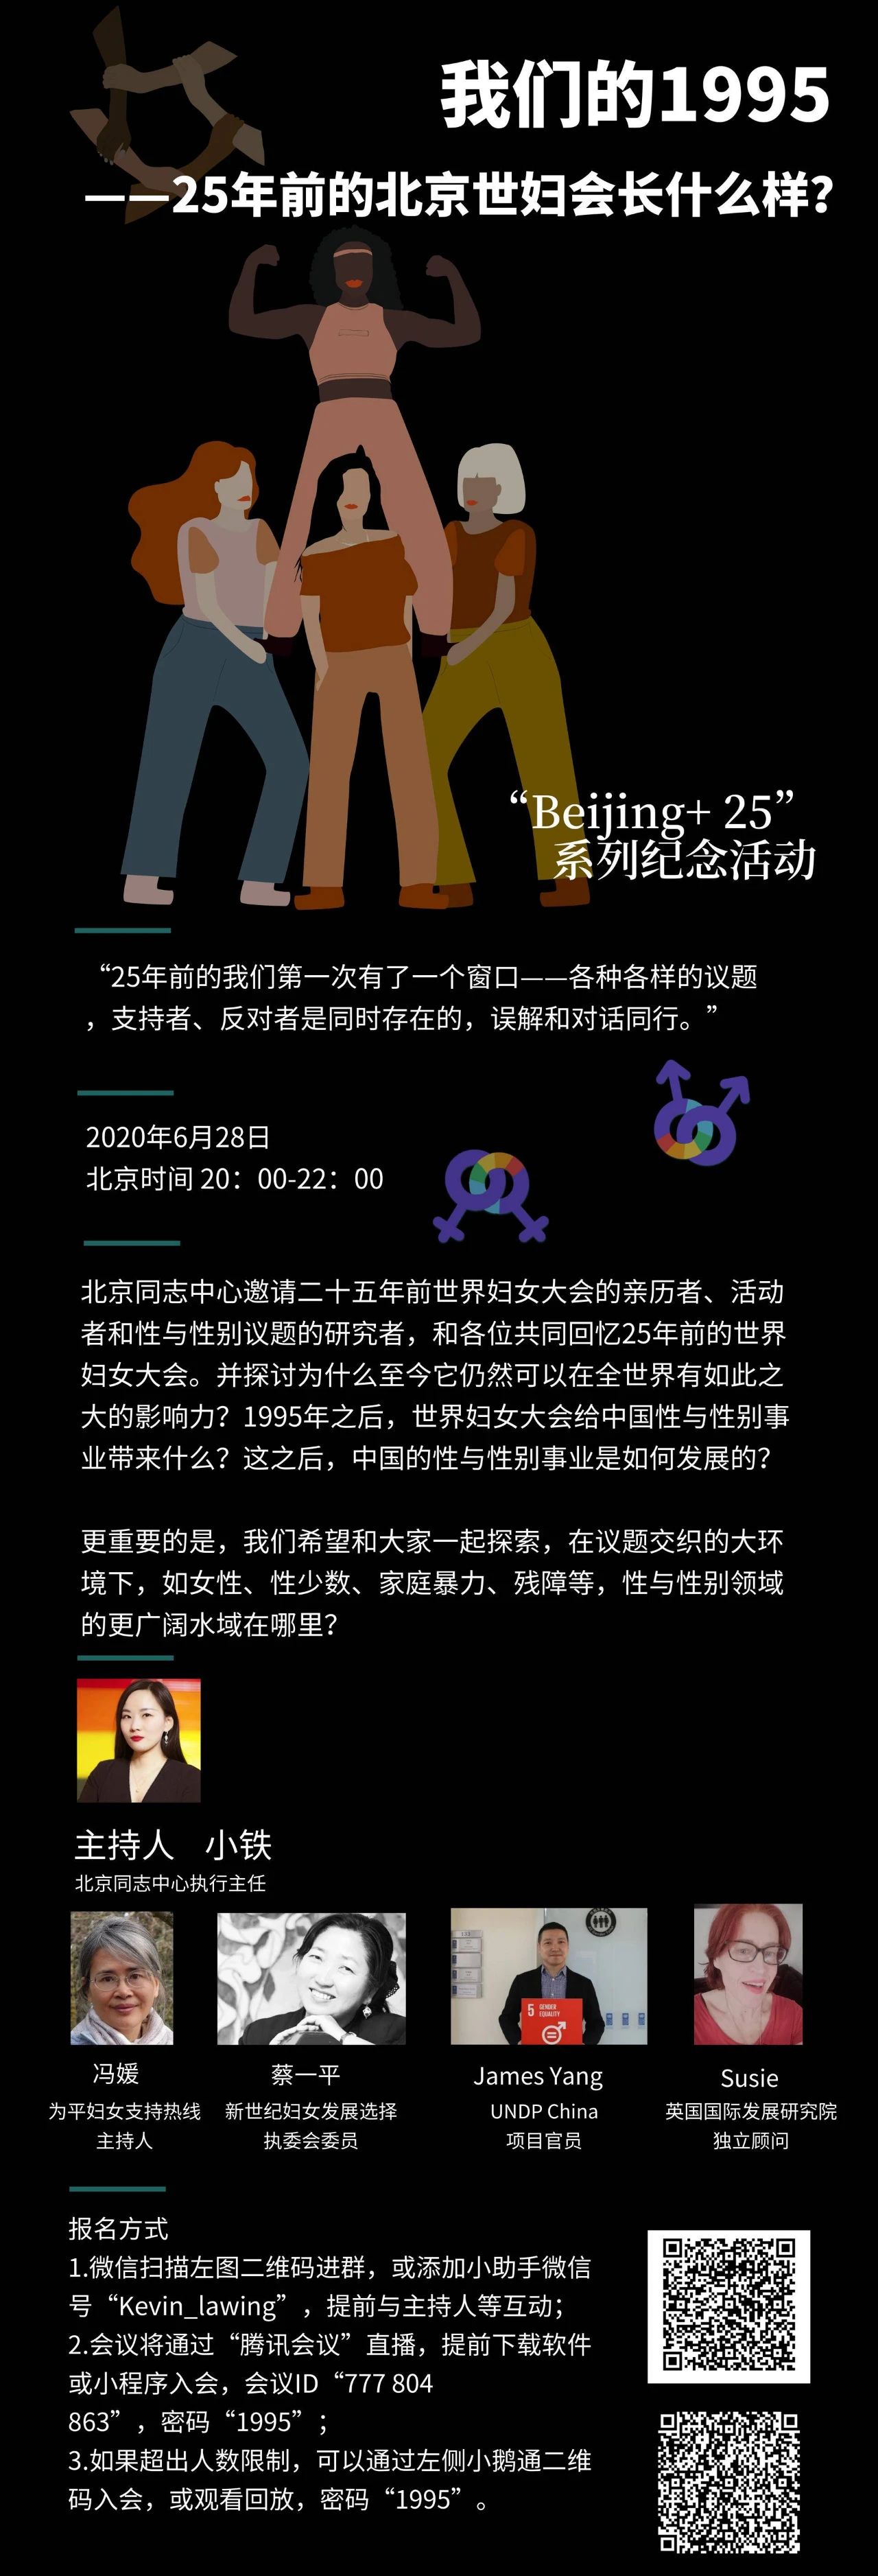 我们的1995
——25年前的北京世妇会长什么样？
“Beijing+ 25”
系列纪念活动
“25年前的我们第一次有了一个窗口——各种各样的议题
，支持者、反对者是同时存在的，误解和对话同行。”
2020年6月28日
北京时间 20：00-22：00
北京同志中心邀请二十五年前世界妇女大会的亲历者、活动
者和性与性别议题的研究者，和各位共同回忆25年前的世界
妇女大会。并探讨为什么至今它仍然可以在全世界有如此之
大的影响力？1995年之后，世界妇女大会给中国性与性别事
业带来什么？这之后，中国的性与性别事业是如何发展的？
更重要的是，我们希望和大家一起探索，在议题交织的大环
境下，如女性、性少数、家庭暴力、残障等，性与性别领域
的更广阔水域在哪里？
主持人 小铁
北京同志中心执行主任
5 GENDER
EQUALITY
冯媛
为平妇女支持热线
主持人
蔡一平
新世纪妇女发展选择
执委会委员
James Yang
UNDP China
项目官员
Susie
英国国际发展研究院
独立顾问
报名方式
1.微信扫描左图二维码进群，或添加小助手微信
号“Kevin_lawing”，提前与主持人等互动；
2.会议将通过“腾讯会议”直播，提前下载软件
或小程序入会，会议ID“777 804
863”，密码“1995”；
3.如果超出人数限制，可以通过左侧小鹅通二维
码入会，或观看回放，密码“1995”。